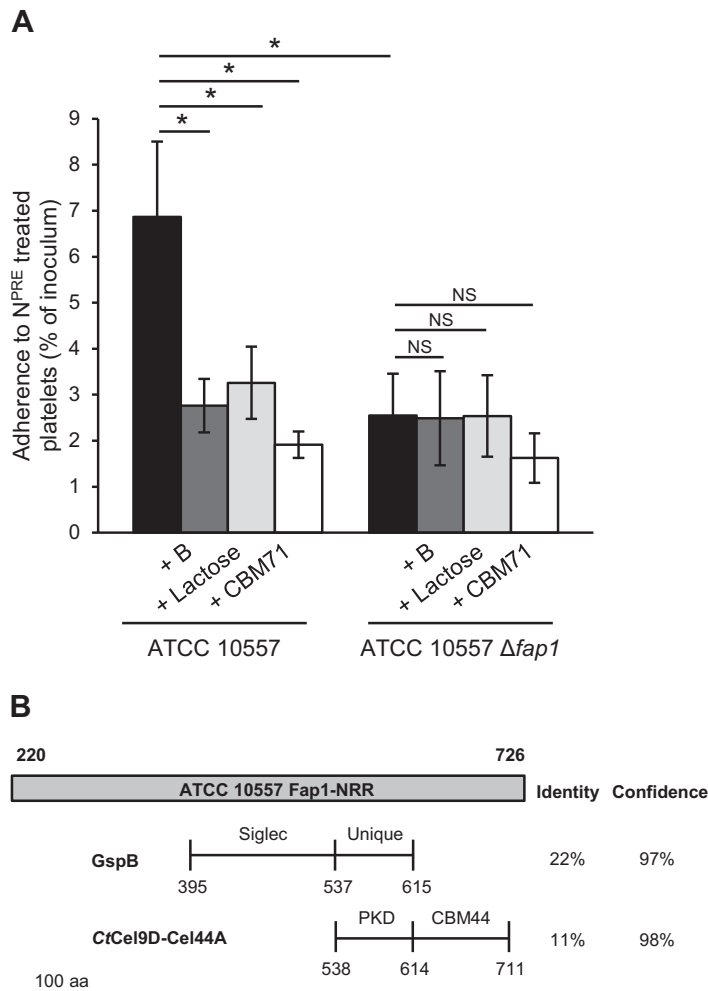 A
*
*
*
*
9
8
7
6
5
4
3
2
1
0
Adherence to N^PRE treated
platelets (% of inoculum)
NS
NS
NS
+ B
+ Lactose
+ CBM71
+ B
+ Lactose
+ CBM71
ATCC 10557
ATCC 10557 Δfap1
B
220 726
ATCC 10557 Fap1-NRR Identity Confidence
Siglec Unique
GspB 22% 97%
395 537 615
PKD CBM44
CtCel9D-Cel44A 11% 98%
538 614 711
100 aa